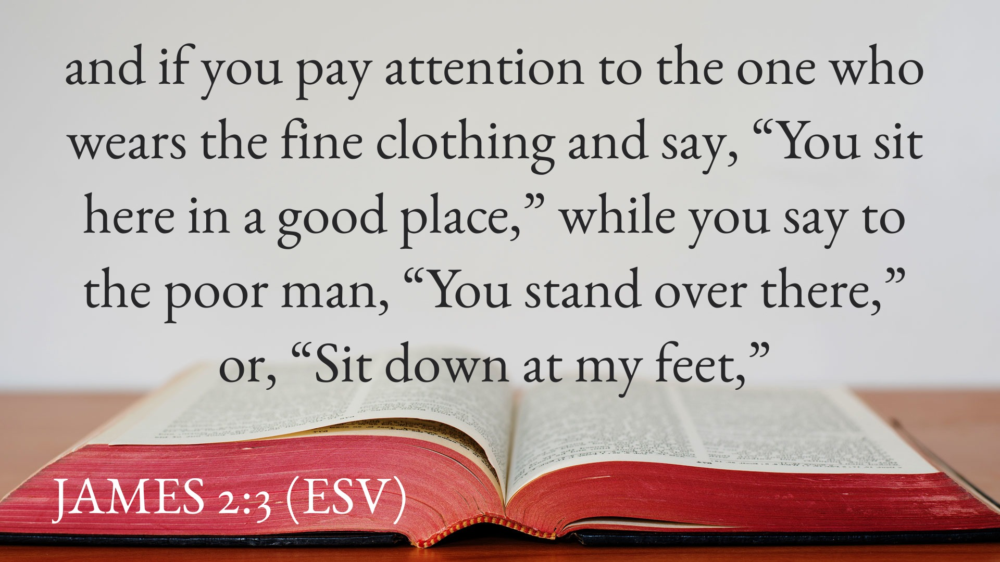 and if you pay attention to the one who
wears the fine clothing and say, “You sit
here in a good place,” while you say to
the poor man, “You stand over there,”
or, “Sit down at my feet,”
JAMES 2:3 (ESV)